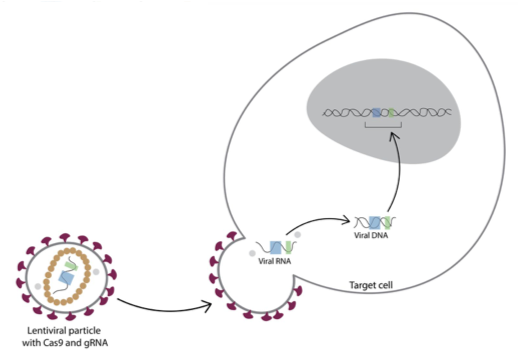 Viral DNA
Viral RNA
Target cell
Lentiviral particle
with Cas9 and gRNA